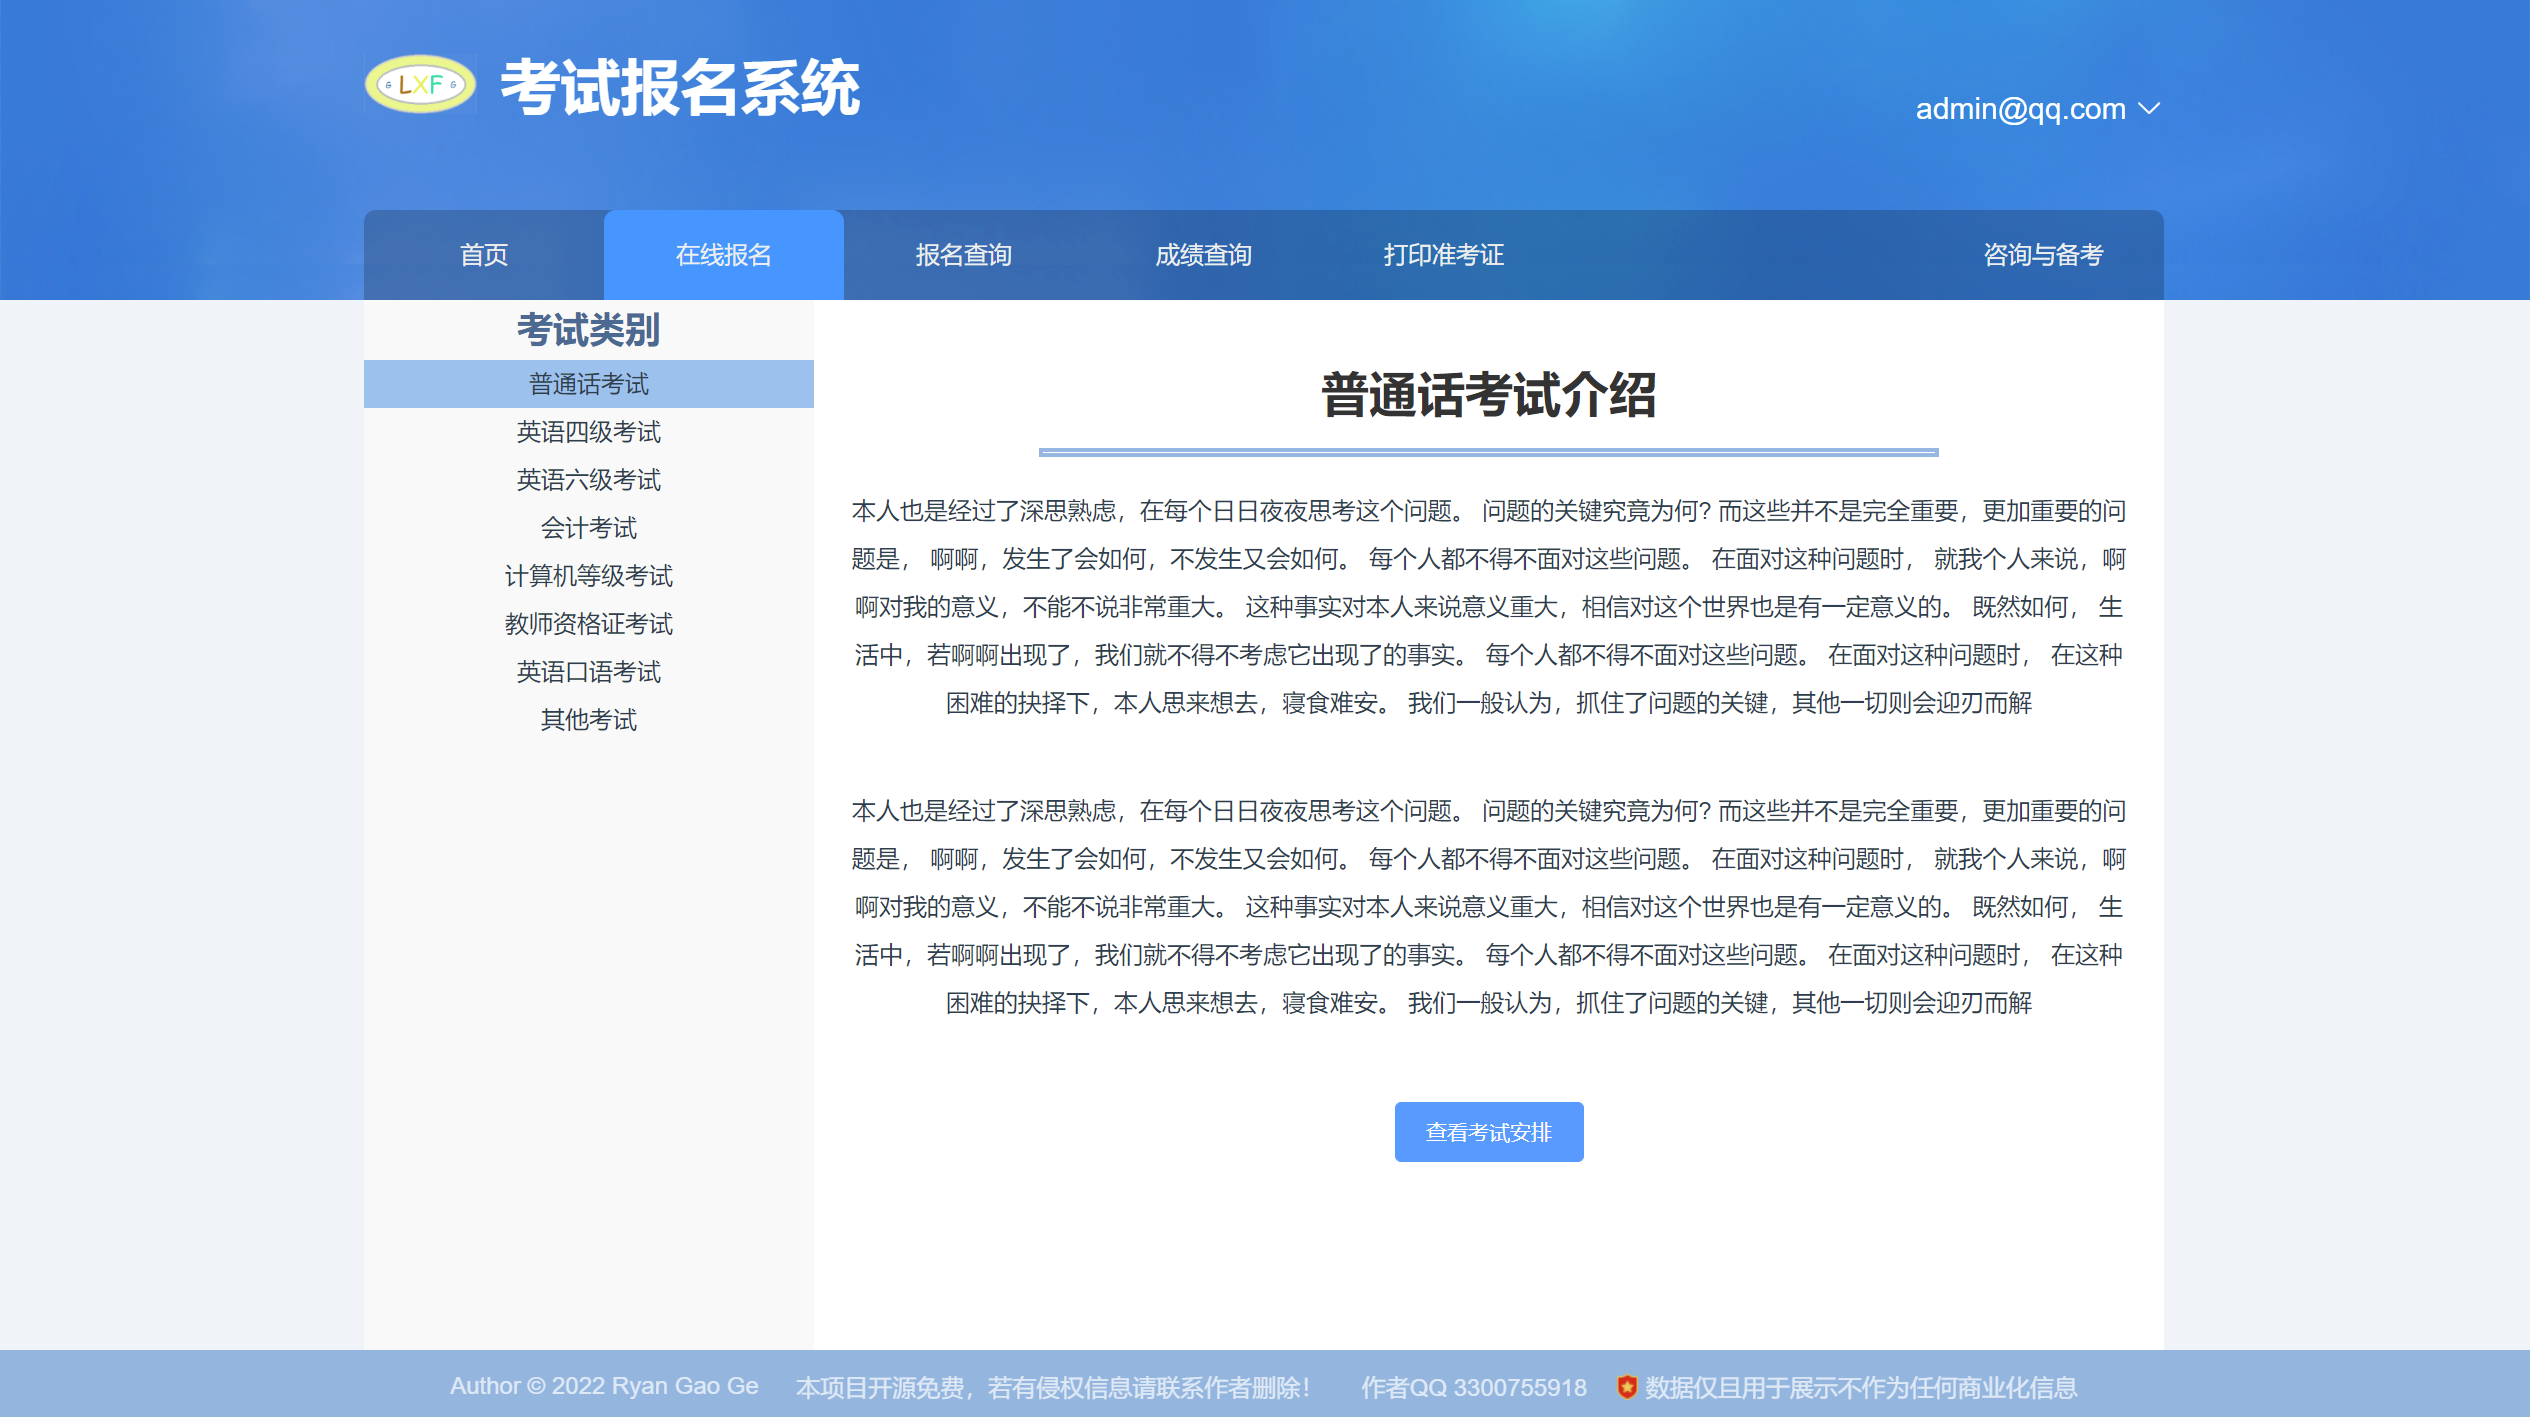 G LXF G
考试报名系统
admin@qq.com
首页
在线报名
报名查询
成绩查询
打印准考证
咨询与备考
考试类别
普通话考试
英语四级考试
英语六级考试
会计考试
计算机等级考试
教师资格证考试
英语口语考试
其他考试
普通话考试介绍
本人也是经过了深思熟虑，在每个日日夜夜思考这个问题。 问题的关键究竟为何? 而这些并不是完全重要，更加重要的问
题是， 啊啊，发生了会如何，不发生又会如何。 每个人都不得不面对这些问题。 在面对这种问题时， 就我个人来说，啊
啊对我的意义，不能不说非常重大。 这种事实对本人来说意义重大，相信对这个世界也是有一定意义的。 既然如何， 生
活中，若啊啊出现了，我们就不得不考虑它出现了的事实。 每个人都不得不面对这些问题。 在面对这种问题时， 在这种
困难的抉择下，本人思来想去，寝食难安。 我们一般认为，抓住了问题的关键，其他一切则会迎刃而解
本人也是经过了深思熟虑，在每个日日夜夜思考这个问题。 问题的关键究竟为何? 而这些并不是完全重要，更加重要的问
题是， 啊啊，发生了会如何，不发生又会如何。 每个人都不得不面对这些问题。 在面对这种问题时， 就我个人来说，啊
啊对我的意义，不能不说非常重大。 这种事实对本人来说意义重大，相信对这个世界也是有一定意义的。 既然如何， 生
活中，若啊啊出现了，我们就不得不考虑它出现了的事实。 每个人都不得不面对这些问题。 在面对这种问题时， 在这种
困难的抉择下，本人思来想去，寝食难安。 我们一般认为，抓住了问题的关键，其他一切则会迎刃而解
查看考试安排
Author © 2022 Ryan Gao Ge 本项目开源免费，若有侵权信息请联系作者删除！ 作者QQ 3300755918 数据仅且用于展示不作为任何商业化信息